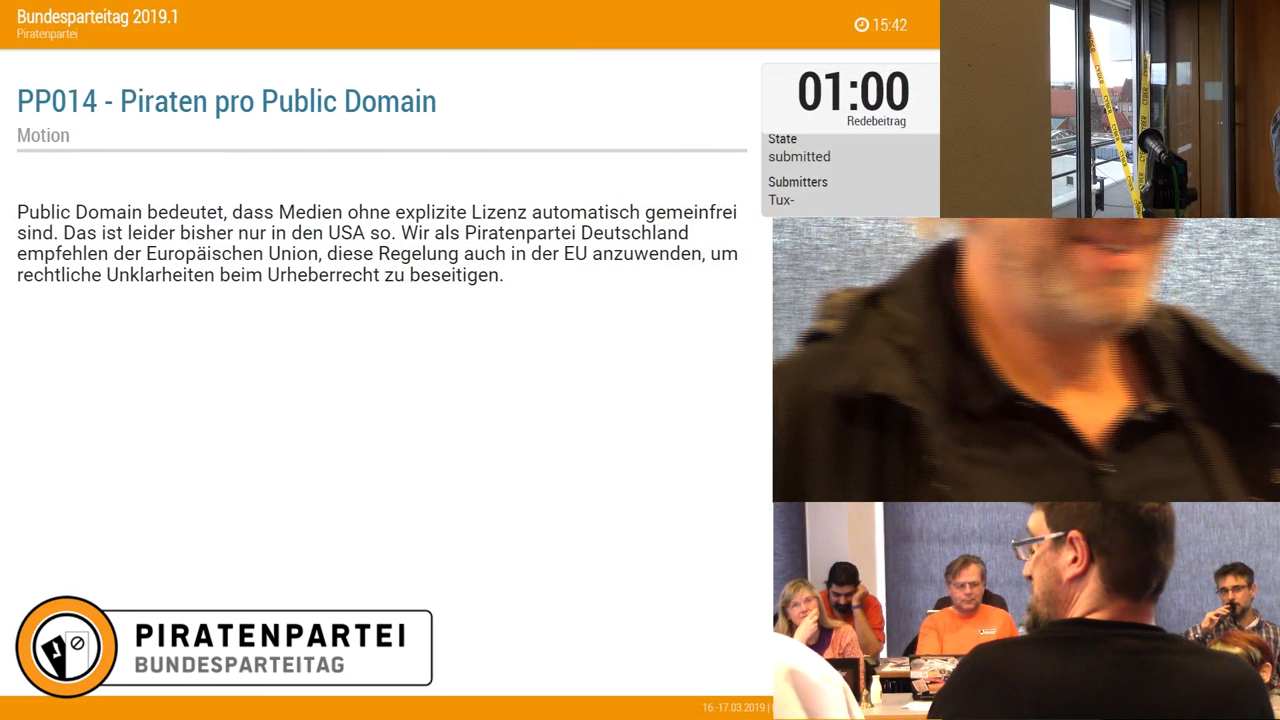 Bundesparteitag 2019.1
Piratenpartei
15:42
PP014 - Piraten pro Public Domain
Motion
01:00
Redebeitrag
State
submitted
Submitters
Tux-
Public Domain bedeutet, dass Medien ohne explizite Lizenz automatisch gemeinfrei
sind. Das ist leider bisher nur in den USA so. Wir als Piratenpartei Deutschland
empfehlen der Europäischen Union, diese Regelung auch in der EU anzuwenden, um
rechtliche Unklarheiten beim Urheberrecht zu beseitigen.
CYBER
CYBER
CYBER
PIRATENPARTEI
BUNDESPARTEITAG
16.-17.03.2019 |